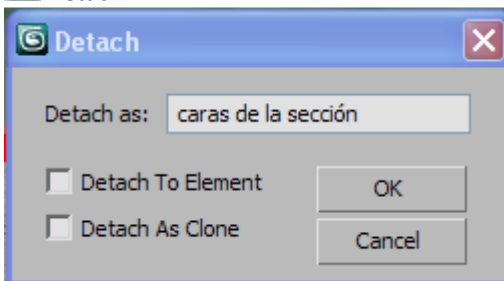 Detach
Detach as: caras de la sección
Detach To Element
OK
Detach As Clone
Cancel